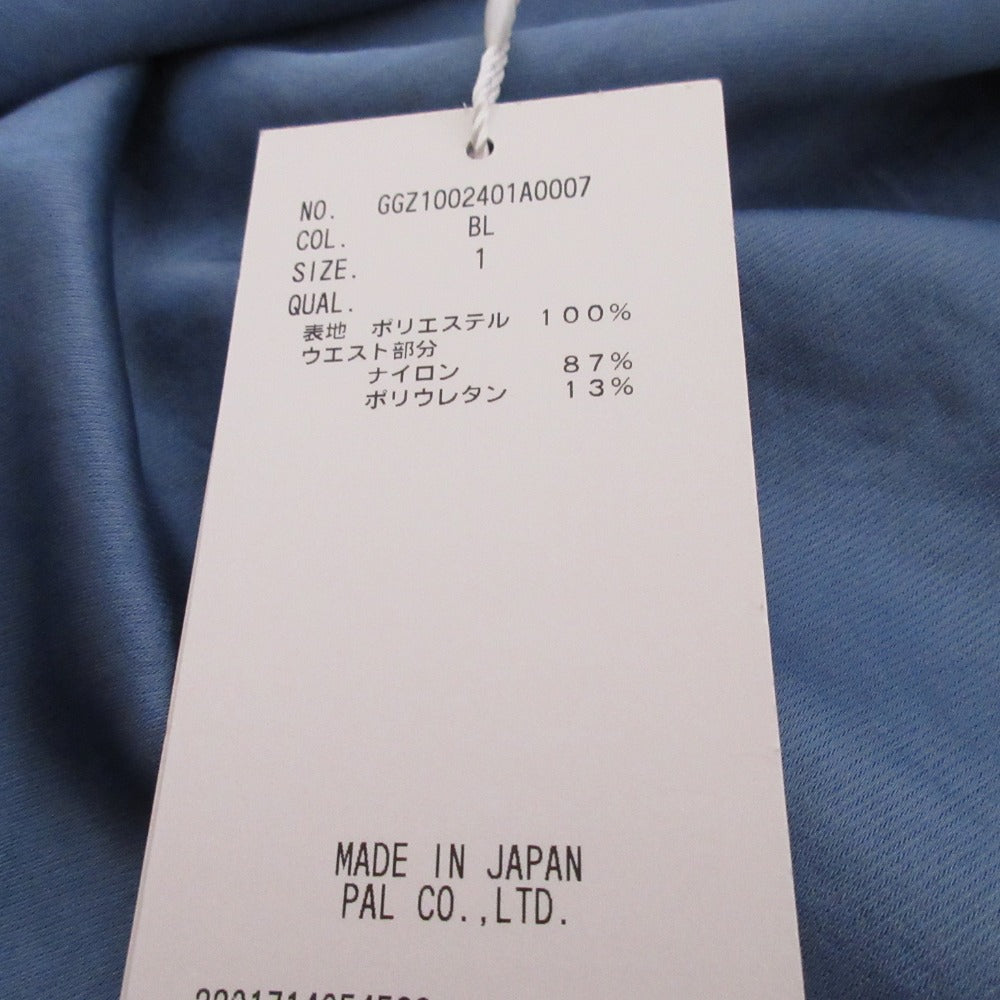 NO. GGZ1002401A0007
COL. BL
SIZE. 1
QUAL.
表地 ポリエステル 100%
ウエスト部分
ナイロン 87%
ポリウレタン 13%
MADE IN JAPAN
PAL CO.,LTD.